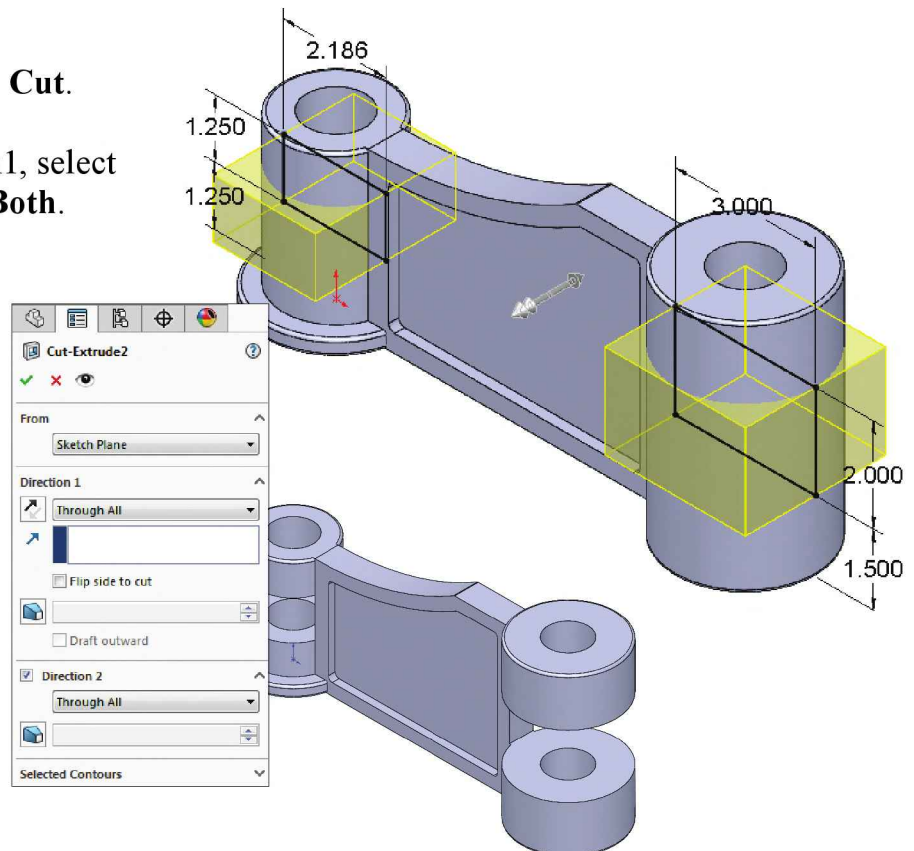 Cut.
, select
Both.
2.186
1.250
1.250
3.000
2.000
1.500
Cut-Extrude2
From
Sketch Plane
Direction 1
Through All
Flip side to cut
Draft outward
Direction 2
Through All
Selected Contours